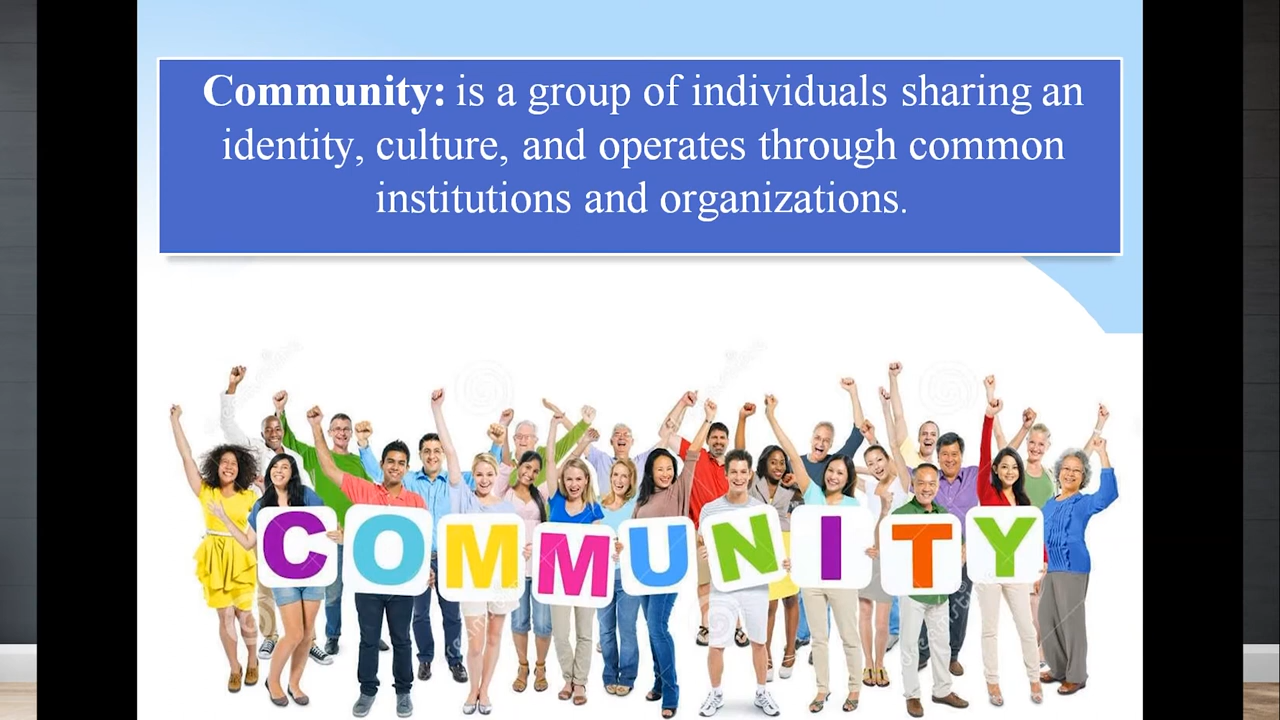 Community: is a group of individuals sharing an
identity, culture, and operates through common
institutions and organizations.
COMMUNITY